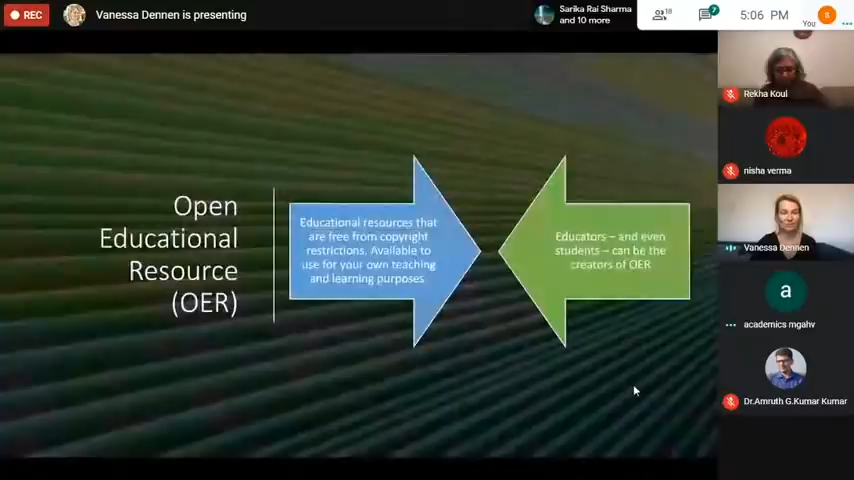 REC
Vanessa Dennen is presenting
Sarika Rai Sharma
and 10 more
18
7
5:06 PM
You
S
Rekha Koul
nisha verma
Open
Educational
Resource
(OER)
Educational resources that
are free from copyright
restrictions. Available to
use for your own teaching
and learning purposes
Educators – and even
students – can be the
creators of OER
Vanessa Dennen
a
academics mgahv
Dr.Amruth G.Kumar Kumar